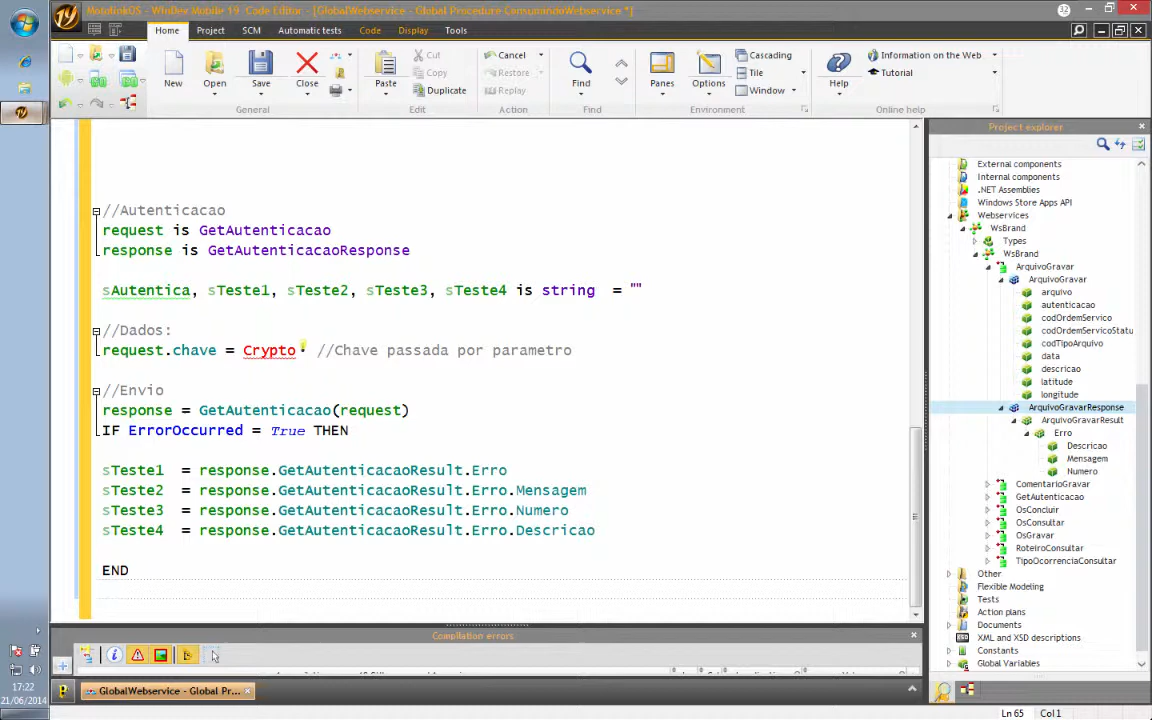 MotolinkOS - WinDev Mobile 19 - Code Editor - [GlobalWebservice - Global Procedure ConsumandoWebservice *]
32
Home
Project
SCM
Automatic tests
Code
Display
Tools
New
Open
Save
Close
General
Paste
Cut
Copy
Duplicate
Edit
Cancel
Restore
Replay
Action
Find
Find
Panes
Options
Cascading
Tile
Window
Environment
Help
Information on the Web
Tutorial
Online help
//Autenticacao
request is GetAutenticacao
response is GetAutenticacaoResponse
sAutentica, sTeste1, sTeste2, sTeste3, sTeste4 is string = ""
//Dados:
request.chave = Crypto //Chave passada por parametro
//Envio
response = GetAutenticacao(request)
IF ErrorOccurred = True THEN
sTeste1 = response.GetAutenticacaoResult.Erro
sTeste2 = response.GetAutenticacaoResult.Erro.Mensagem
sTeste3 = response.GetAutenticacaoResult.Erro.Numero
sTeste4 = response.GetAutenticacaoResult.Erro.Descricao
END
Project explorer
External components
Internal components
.NET Assemblies
Windows Store Apps API
Webservices
WsBrand
Types
WsBrand
ArquivoGravar
ArquivoGravar
arquivo
autenticacao
codOrdemServico
codOrdemServicoStatu
codTipoArquivo
data
descricao
latitude
longitude
ArquivoGravarResponse
ArquivoGravarResult
Erro
Descricao
Mensagem
Numero
ComentarioGravar
GetAutenticacao
OsConcluir
OsConsultar
OsGravar
RoteiroConsultar
TipoOcorrenciaConsultar
Other
Flexible Modeling
Tests
Action plans
Documents
XML and XSD descriptions
Constants
Global Variables
Compilation errors
GlobalWebservice - Global Pr...
Ln 65
Col 1
17:22
21/06/2014